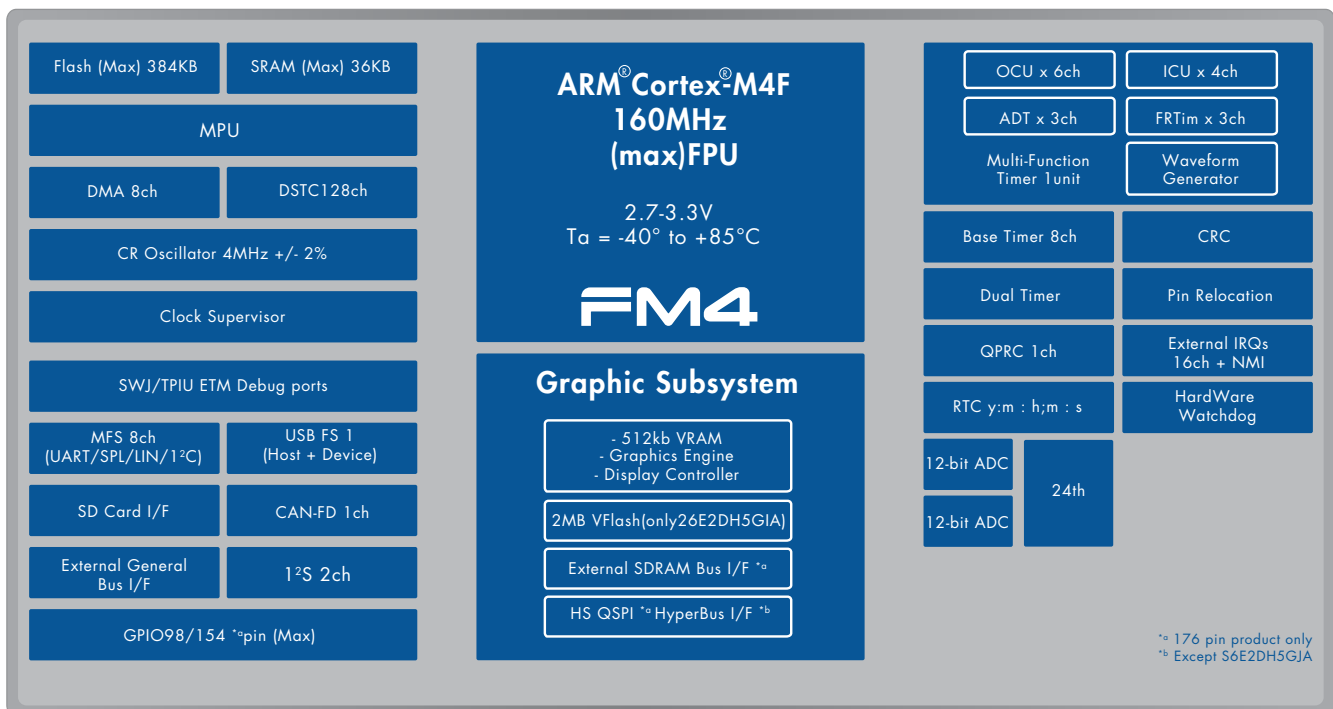 Flash (Max) 384KB
SRAM (Max) 36KB
MPU
DMA 8ch
DSTC128ch
CR Oscillator 4MHz +/- 2%
Clock Supervisor
SWJ/TPIU ETM Debug ports
MFS 8ch
(UART/SPL/LIN/1²C)
USB FS 1
(Host + Device)
SD Card I/F
CAN-FD 1ch
External General
Bus I/F
1²S 2ch
GPIO98/154 *ᵃpin (Max)
ARM®Cortex®-M4F
160MHz
(max)FPU
2.7-3.3V
Ta = -40° to +85°C
FM4
Graphic Subsystem
- 512kb VRAM
- Graphics Engine
- Display Controller
2MB VFlash(only26E2DH5GIA)
External SDRAM Bus I/F *ᵃ
HS QSPI *ᵃ HyperBus I/F *ᵇ
OCU x 6ch
ICU x 4ch
ADT x 3ch
FRTim x 3ch
Multi-Function
Timer 1unit
Waveform
Generator
Base Timer 8ch
CRC
Dual Timer
Pin Relocation
QPRC 1ch
External IRQs
16ch + NMI
RTC y:m : h;m : s
HardWare
Watchdog
12-bit ADC
24th
12-bit ADC
*ᵃ 176 pin product only
*ᵇ Except S6E2DH5GJA